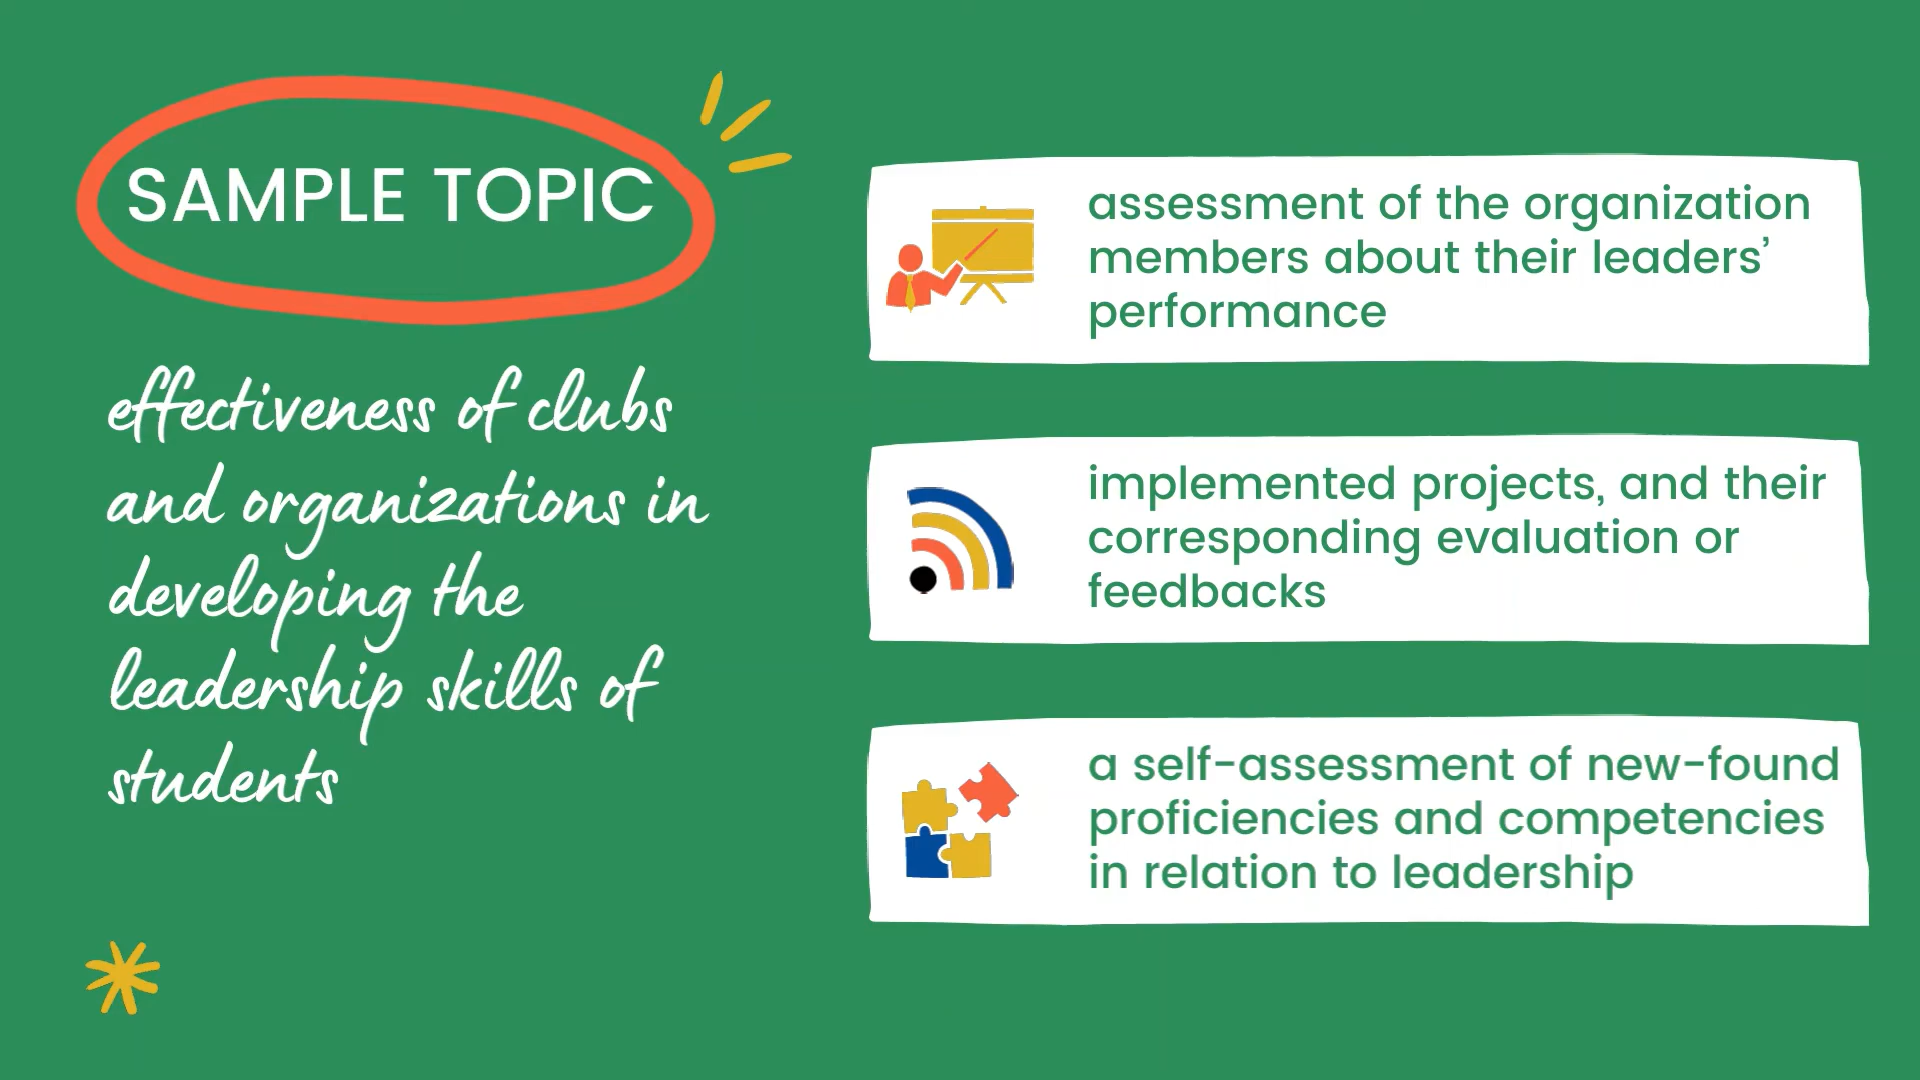 SAMPLE TOPIC
effectiveness of clubs
and organizations in
developing the
leadership skills of
students
assessment of the organization
members about their leaders’
performance
implemented projects, and their
corresponding evaluation or
feedbacks
a self-assessment of new-found
proficiencies and competencies
in relation to leadership